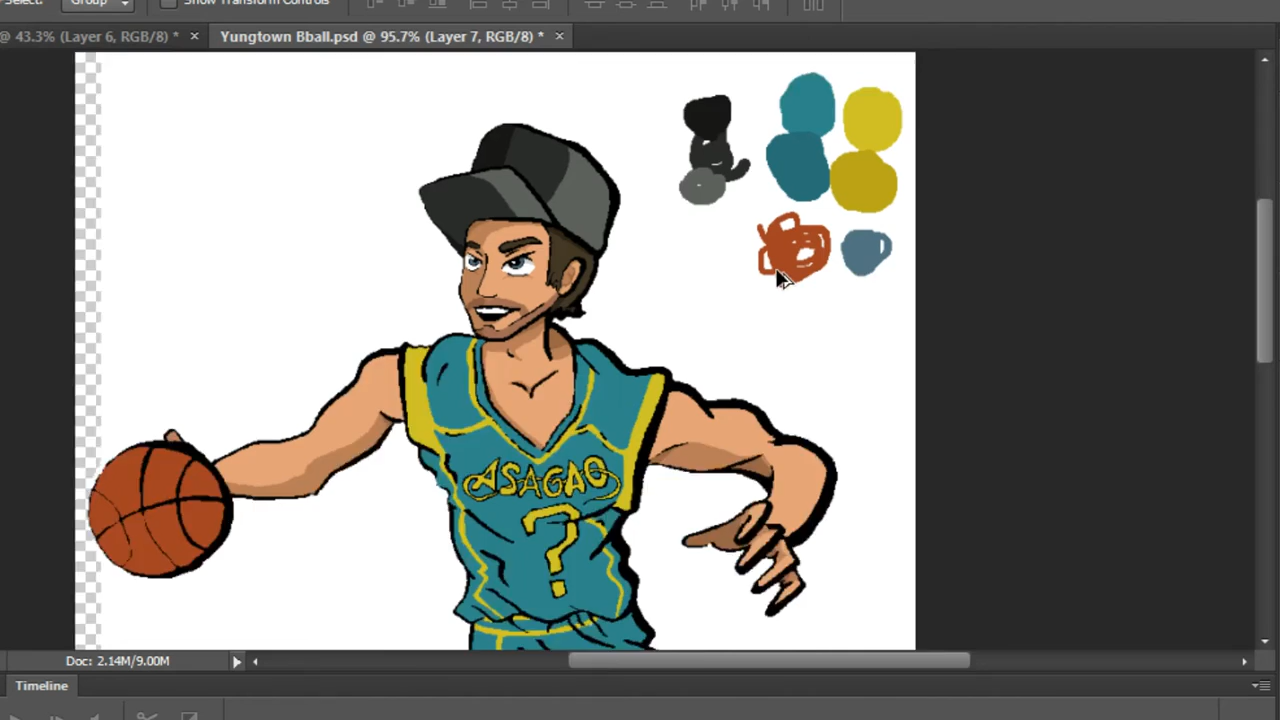 Group
Show Transform Controls
@ 43.3% (Layer 6, RGB/8) * ×
Yungtown Bball.psd @ 95.7% (Layer 7, RGB/8) * ×
ASAGAO
?
Doc: 2.14M/9.00M
Timeline